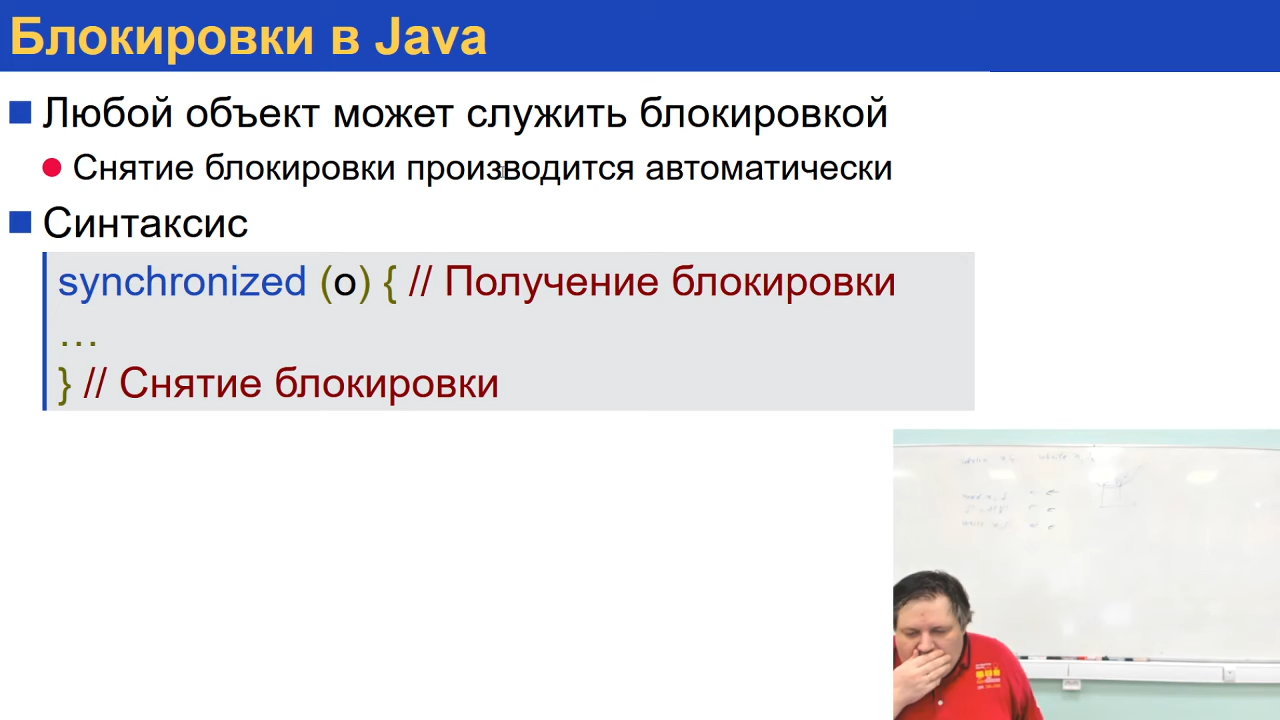 Блокировки в Java
Любой объект может служить блокировкой
Снятие блокировки производится автоматически
Синтаксис
synchronized (o) { // Получение блокировки
…
} // Снятие блокировки